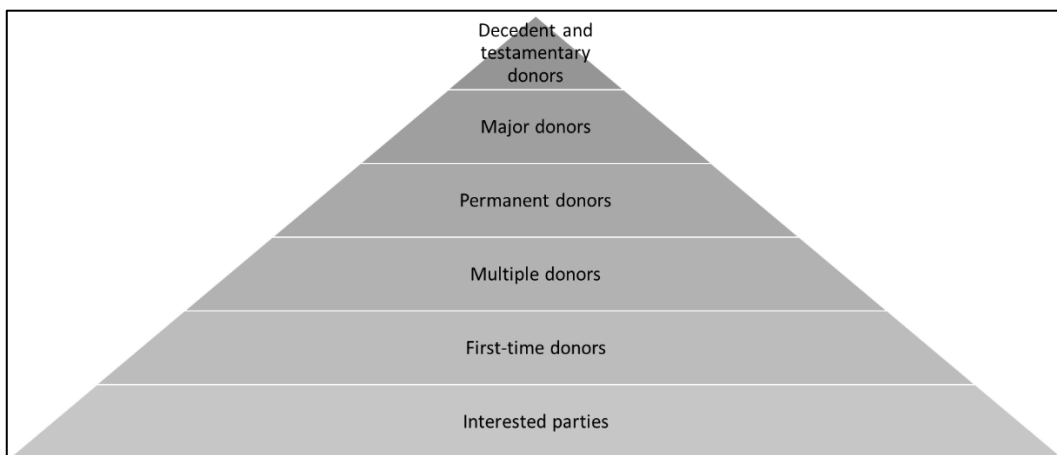 Decedent and
testamentary
donors
Major donors
Permanent donors
Multiple donors
First-time donors
Interested parties